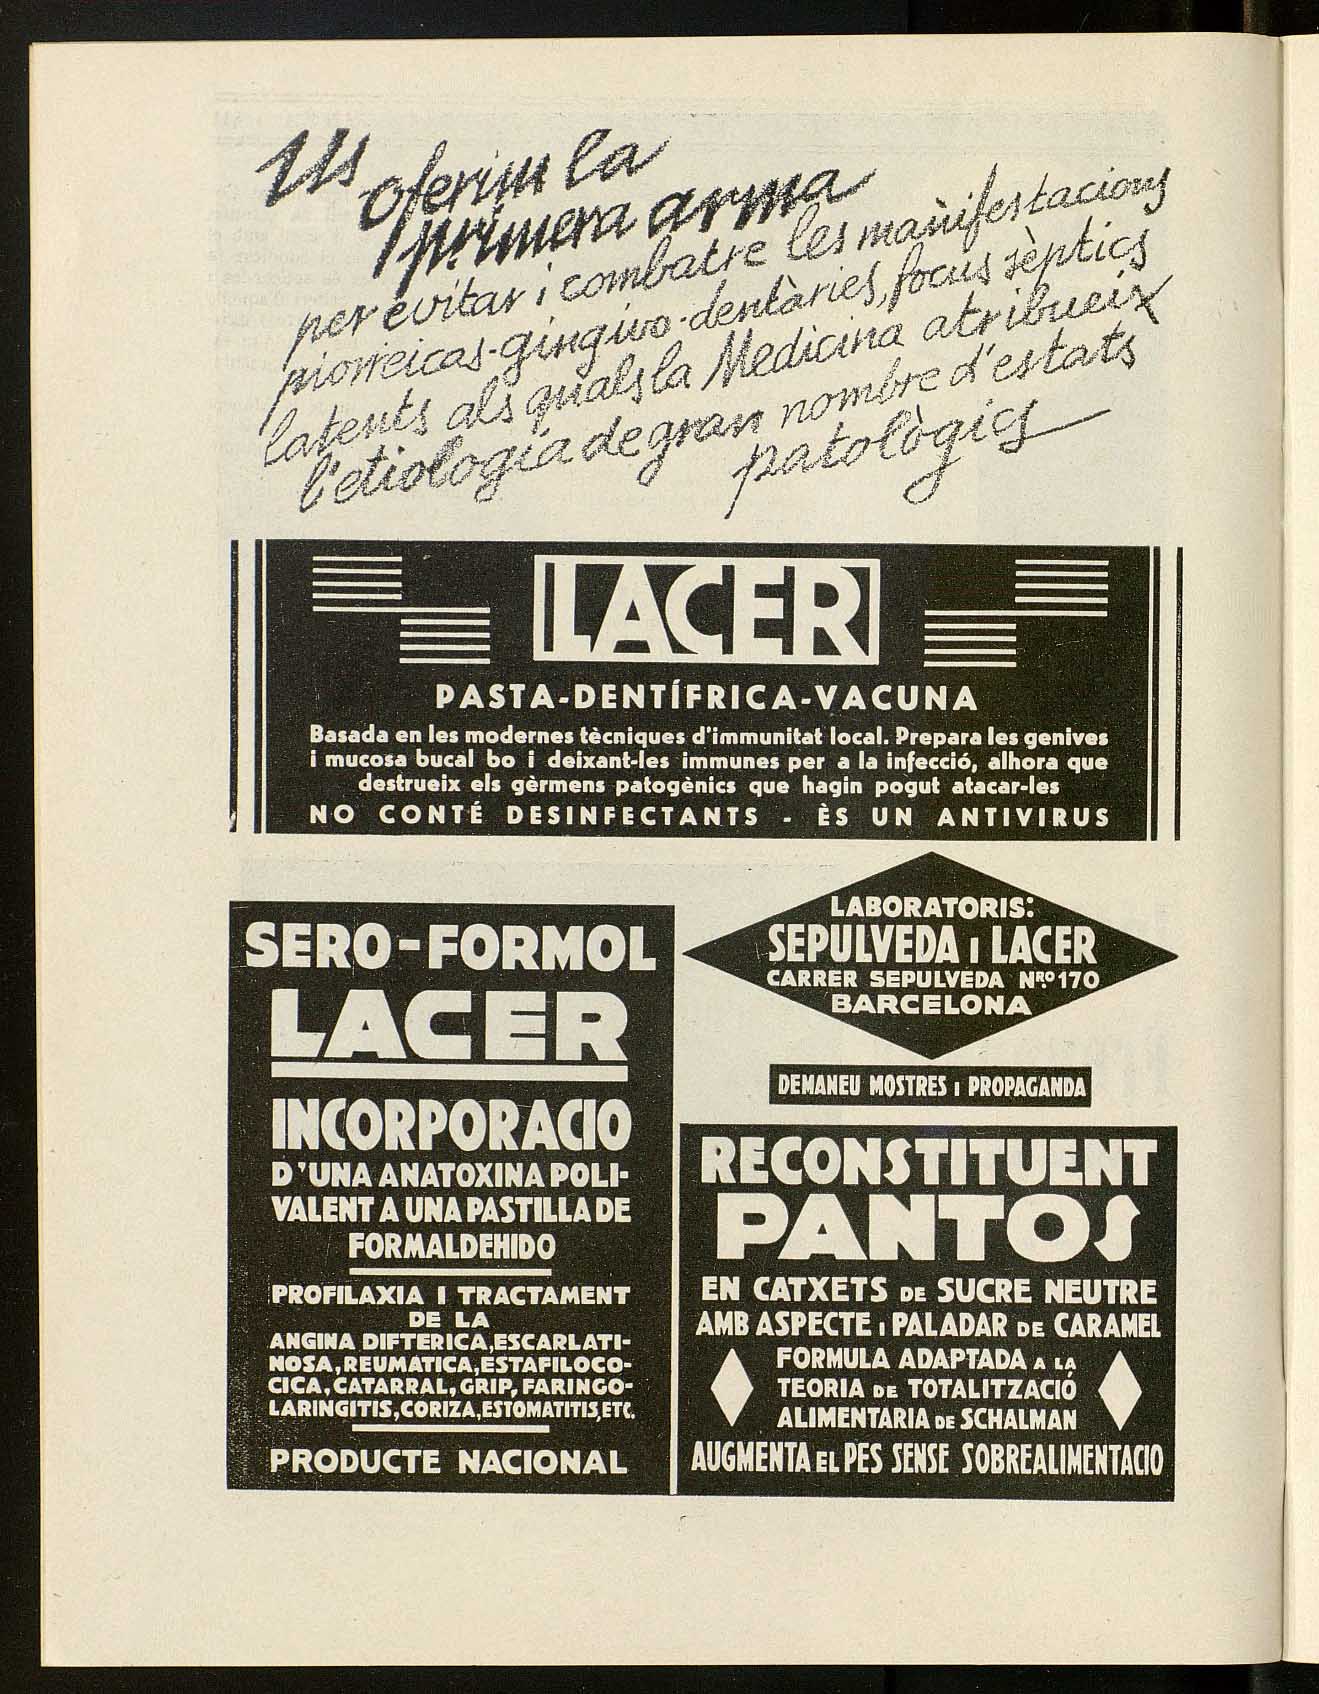 Us oferim la
primera arma
per evitar i combatre les manifestacions
piorreicas-gingivo-dentàries, focus sèptics
latents als quals la Medicina atribueix
l'etiologia de gran nombre d'estats
patològics
LACER
PASTA-DENTÍFRICA-VACUNA
Basada en les modernes tècniques d'immunitat local. Prepara les genives
i mucosa bucal bo i deixant-les immunes per a la infecció, alhora que
destrueix els gèrmens patogènics que hagin pogut atacar-les
NO CONTÉ DESINFECTANTS - ÈS UN ANTIVIRUS
SERO-FORMOL
LACER
INCORPORACIO
D'UNA ANATOXINA POLI-
VALENT A UNA PASTILLA DE
FORMALDEHIDO
PROFILAXIA I TRACTAMENT
DE LA
ANGINA DIFTERICA, ESCARLATI-
NOSA, REUMATICA, ESTAFILOCO-
CICA, CATARRAL, GRIP, FARINGO-
LARINGITIS, CORIZA, ESTOMATITIS, ETC.
PRODUCTE NACIONAL
LABORATORIS:
SEPULVEDA I LACER
CARRER SEPULVEDA NRO. 170
BARCELONA
DEMANEU MOSTRES I PROPAGANDA
RECONSTITUENT
PANTOS
EN CATXETS DE SUCRE NEUTRE
AMB ASPECTE I PALADAR DE CARAMEL
FORMULA ADAPTADA A LA
TEORIA DE TOTALITZACIÓ
ALIMENTARIA DE SCHALMAN
AUGMENTA EL PES SENSE SOBREALIMENTACIO